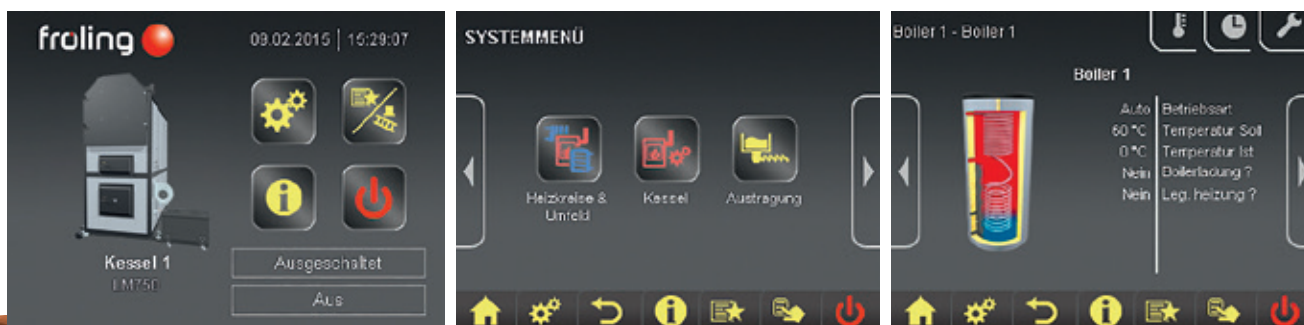 froling
09.02.2015 | 15:29:07
Kessel 1
LM750
Ausgeschaltet
Aus
SYSTEMMENÜ
Heizkreise &
Umfeld
Kessel
Austragung
Boiler 1 - Boiler 1
Boiler 1
Auto Betriebsart
60 °C Temperatur Soll
0 °C Temperatur Ist
Nein Boilerladung ?
Nein Leg. heizung ?